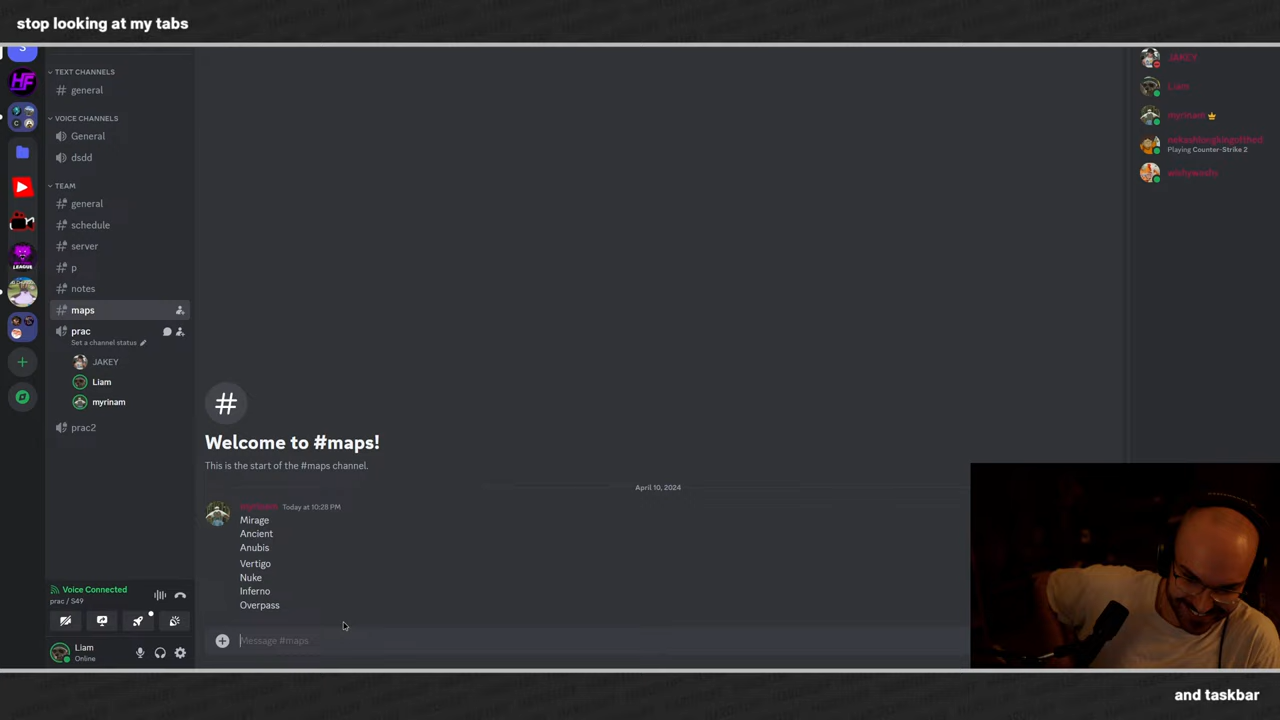 stop looking at my tabs
S
HF
LEAGUE
TEXT CHANNELS
general
VOICE CHANNELS
General
dsdd
TEAM
general
schedule
server
p
notes
maps
prac
Set a channel status
JAKEY
Liam
myrinam
prac2
Voice Connected
prac / S49
Liam
Online
Welcome to #maps!
This is the start of the #maps channel.
April 10, 2024
Today at 10:28 PM
Mirage
Ancient
Anubis
Vertigo
Nuke
Inferno
Overpass
Message #maps
JAKEY
Liam
myrinam
Playing Counter-Strike 2
and taskbar